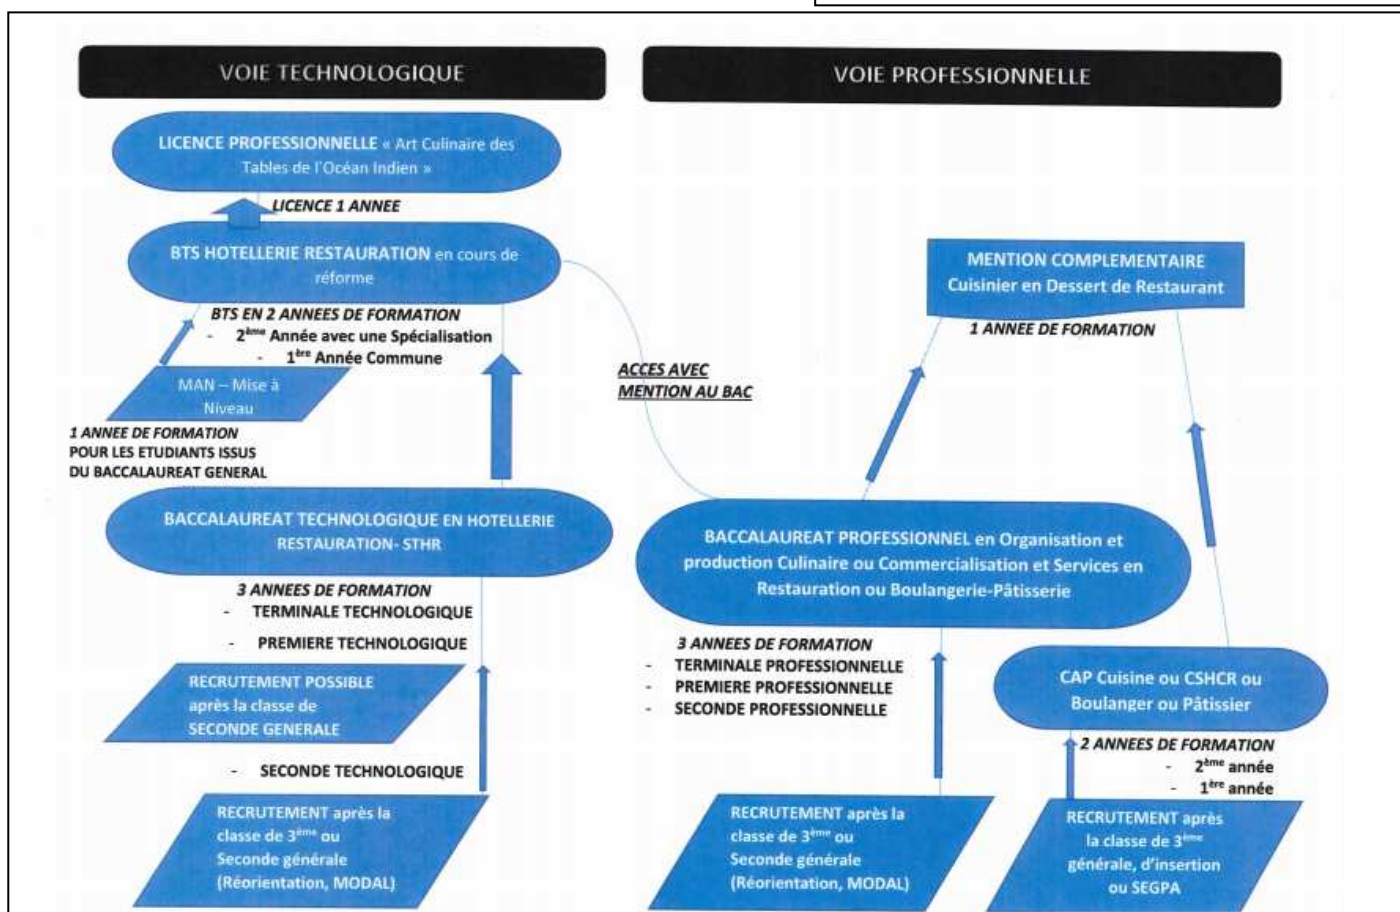 VOIE TECHNOLOGIQUE
LICENCE PROFESSIONNELLE « Art Culinaire des
Tables de l'Océan Indien »
LICENCE 1 ANNEE
BTS HOTELLERIE RESTAURATION en cours de
réforme
BTS EN 2 ANNEES DE FORMATION
- 2ème Année avec une Spécialisation
- 1ère Année Commune
MAN – Mise à
Niveau
1 ANNEE DE FORMATION
POUR LES ETUDIANTS ISSUS
DU BACCALAUREAT GENERAL
BACCALAUREAT TECHNOLOGIQUE EN HOTELLERIE
RESTAURATION- STHR
3 ANNEES DE FORMATION
- TERMINALE TECHNOLOGIQUE
- PREMIERE TECHNOLOGIQUE
RECRUTEMENT POSSIBLE
après la classe de
SECONDE GENERALE
- SECONDE TECHNOLOGIQUE
RECRUTEMENT après la
classe de 3ème ou
Seconde générale
(Réorientation, MODAL)
ACCES AVEC
MENTION AU BAC
VOIE PROFESSIONNELLE
MENTION COMPLEMENTAIRE
Cuisinier en Dessert de Restaurant
1 ANNEE DE FORMATION
BACCALAUREAT PROFESSIONNEL en Organisation et
production Culinaire ou Commercialisation et Services en
Restauration ou Boulangerie-Pâtisserie
3 ANNEES DE FORMATION
- TERMINALE PROFESSIONNELLE
- PREMIERE PROFESSIONNELLE
- SECONDE PROFESSIONNELLE
RECRUTEMENT après la
classe de 3ème ou
Seconde générale
(Réorientation, MODAL)
CAP Cuisine ou CSHCR ou
Boulanger ou Pâtissier
2 ANNEES DE FORMATION
- 2ème année
- 1ère année
RECRUTEMENT après
la classe de 3ème
générale, d'insertion
ou SEGPA